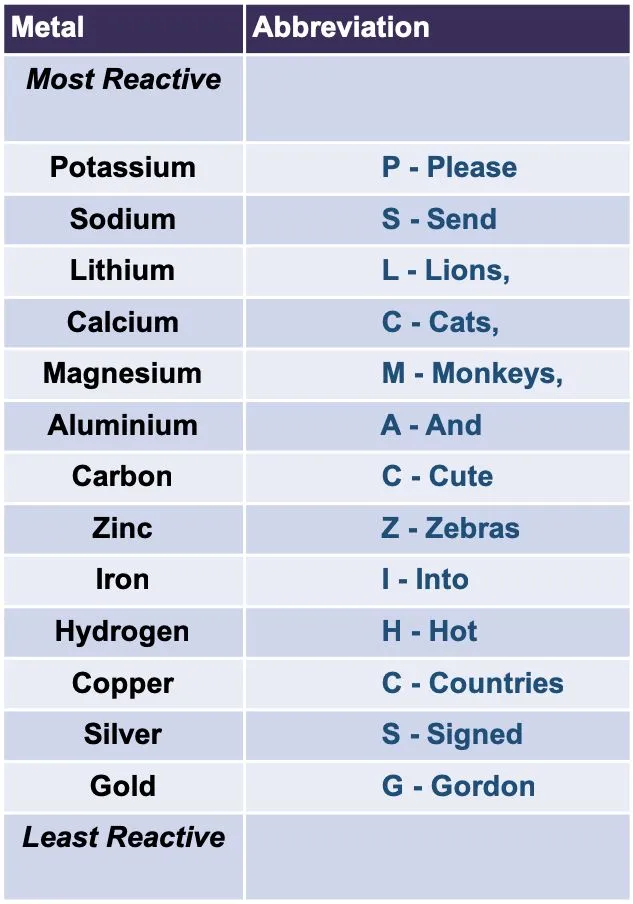 Metal Abbreviation
Most Reactive
Potassium P - Please
Sodium S - Send
Lithium L - Lions,
Calcium C - Cats,
Magnesium M - Monkeys,
Aluminium A - And
Carbon C - Cute
Zinc Z - Zebras
Iron I - Into
Hydrogen H - Hot
Copper C - Countries
Silver S - Signed
Gold G - Gordon
Least Reactive